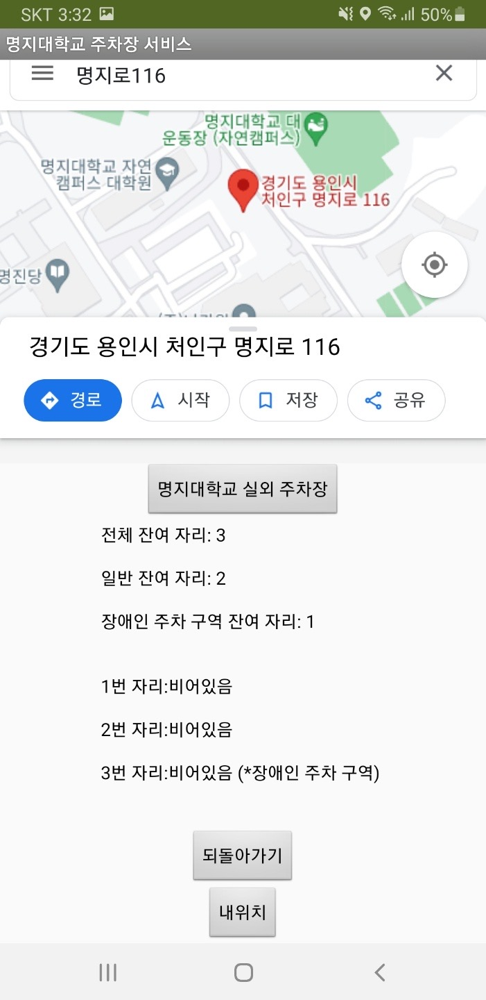 SKT 3:32 50%
명지대학교 주차장 서비스
명지로116
명지대학교 대
운동장 (자연캠퍼스)
명지대학교 자연
캠퍼스 대학원
경기도 용인시
처인구 명지로 116
명진당
경기도 용인시 처인구 명지로 116
경로 시작 저장 공유
명지대학교 실외 주차장
전체 잔여 자리: 3
일반 잔여 자리: 2
장애인 주차 구역 잔여 자리: 1
1번 자리:비어있음
2번 자리:비어있음
3번 자리:비어있음 (*장애인 주차 구역)
되돌아가기
내위치